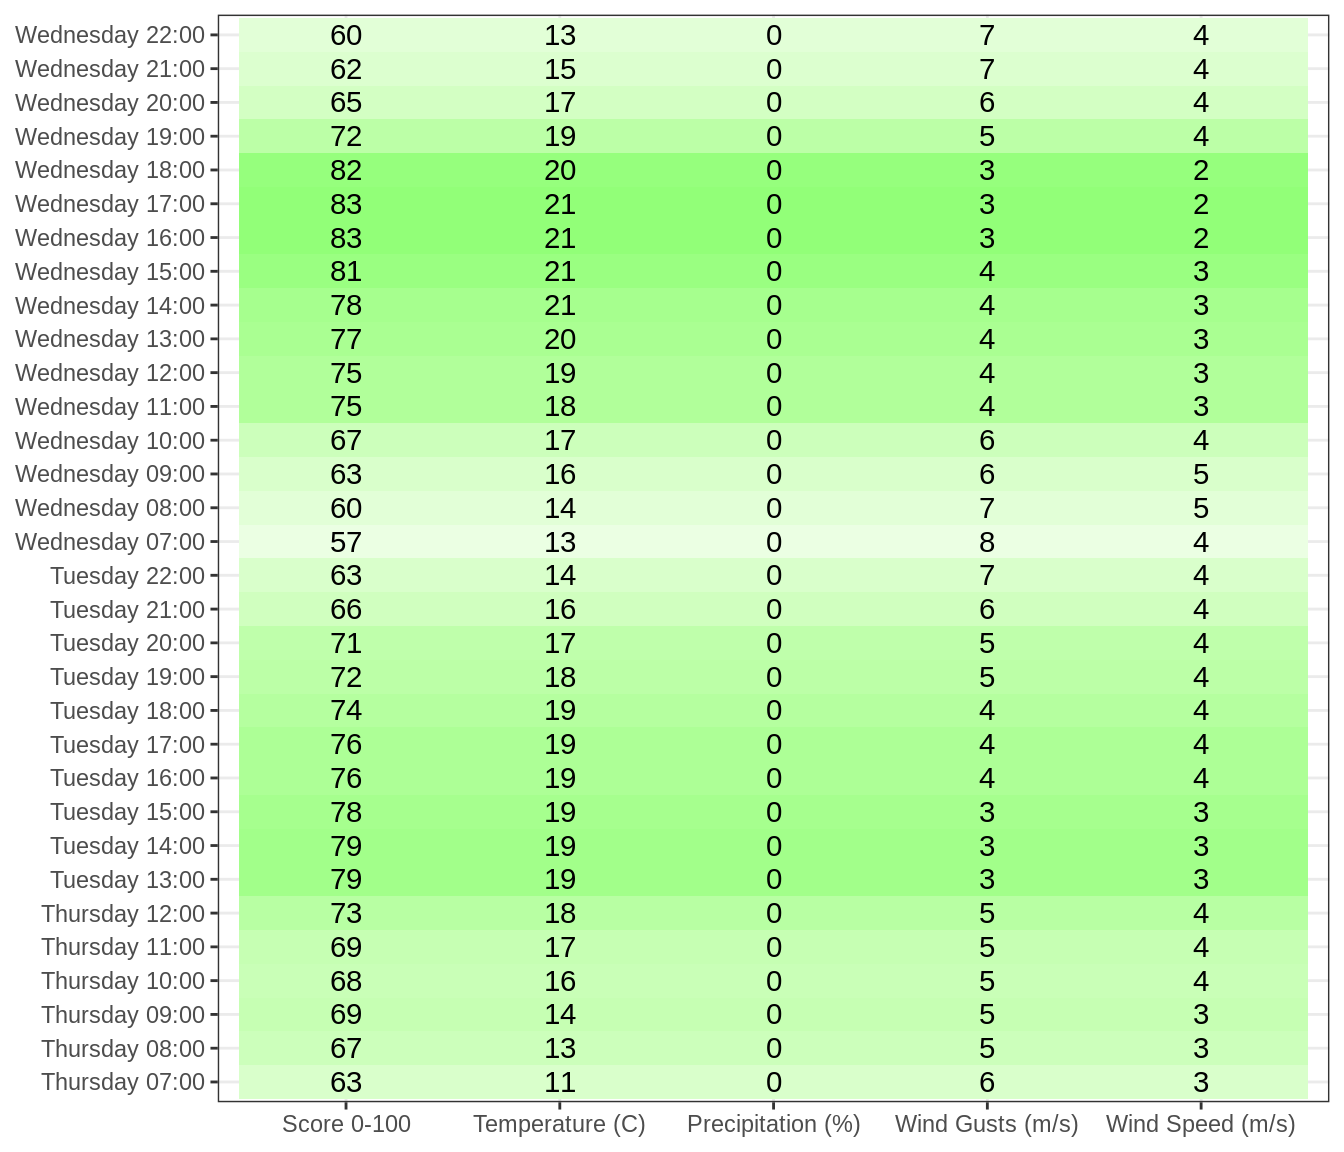 Wednesday 22:00 60 13 0 7 4
Wednesday 21:00 62 15 0 7 4
Wednesday 20:00 65 17 0 6 4
Wednesday 19:00 72 19 0 5 4
Wednesday 18:00 82 20 0 3 2
Wednesday 17:00 83 21 0 3 2
Wednesday 16:00 83 21 0 3 2
Wednesday 15:00 81 21 0 4 3
Wednesday 14:00 78 21 0 4 3
Wednesday 13:00 77 20 0 4 3
Wednesday 12:00 75 19 0 4 3
Wednesday 11:00 75 18 0 4 3
Wednesday 10:00 67 17 0 6 4
Wednesday 09:00 63 16 0 6 5
Wednesday 08:00 60 14 0 7 5
Wednesday 07:00 57 13 0 8 4
Tuesday 22:00 63 14 0 7 4
Tuesday 21:00 66 16 0 6 4
Tuesday 20:00 71 17 0 5 4
Tuesday 19:00 72 18 0 5 4
Tuesday 18:00 74 19 0 4 4
Tuesday 17:00 76 19 0 4 4
Tuesday 16:00 76 19 0 4 4
Tuesday 15:00 78 19 0 3 3
Tuesday 14:00 79 19 0 3 3
Tuesday 13:00 79 19 0 3 3
Thursday 12:00 73 18 0 5 4
Thursday 11:00 69 17 0 5 4
Thursday 10:00 68 16 0 5 4
Thursday 09:00 69 14 0 5 3
Thursday 08:00 67 13 0 5 3
Thursday 07:00 63 11 0 6 3
Score 0-100 Temperature (C) Precipitation (%) Wind Gusts (m/s) Wind Speed (m/s)